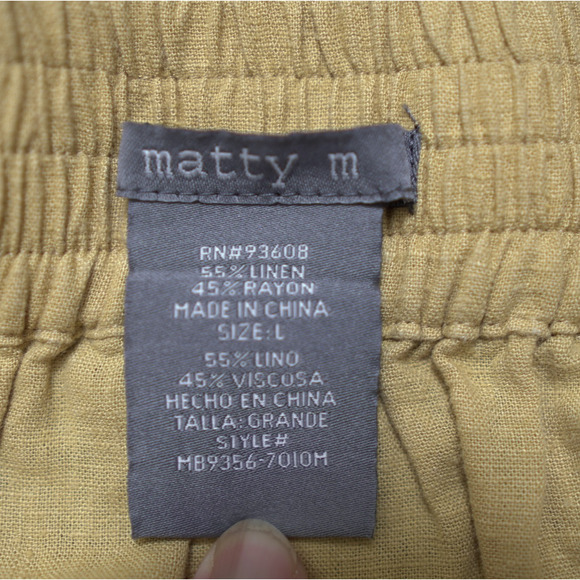 matty m
RN#93608
55% LINEN
45% RAYON
MADE IN CHINA
SIZE: L
55% LINO
45% VISCOSA
HECHO EN CHINA
TALLA: GRANDE
STYLE#
MB9356-7010M